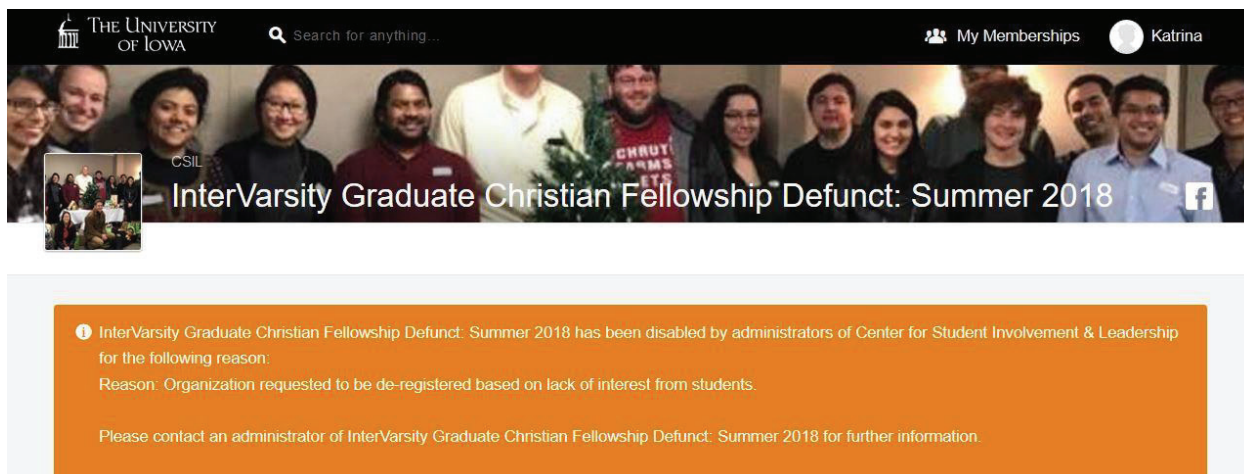 THE UNIVERSITY
OF IOWA
Search for anything...
My Memberships
Katrina
CHRUT
FARMS
ETS
CSIL
InterVarsity Graduate Christian Fellowship Defunct: Summer 2018
f
InterVarsity Graduate Christian Fellowship Defunct: Summer 2018 has been disabled by administrators of Center for Student Involvement & Leadership
for the following reason:
Reason: Organization requested to be de-registered based on lack of interest from students.
Please contact an administrator of InterVarsity Graduate Christian Fellowship Defunct: Summer 2018 for further information.